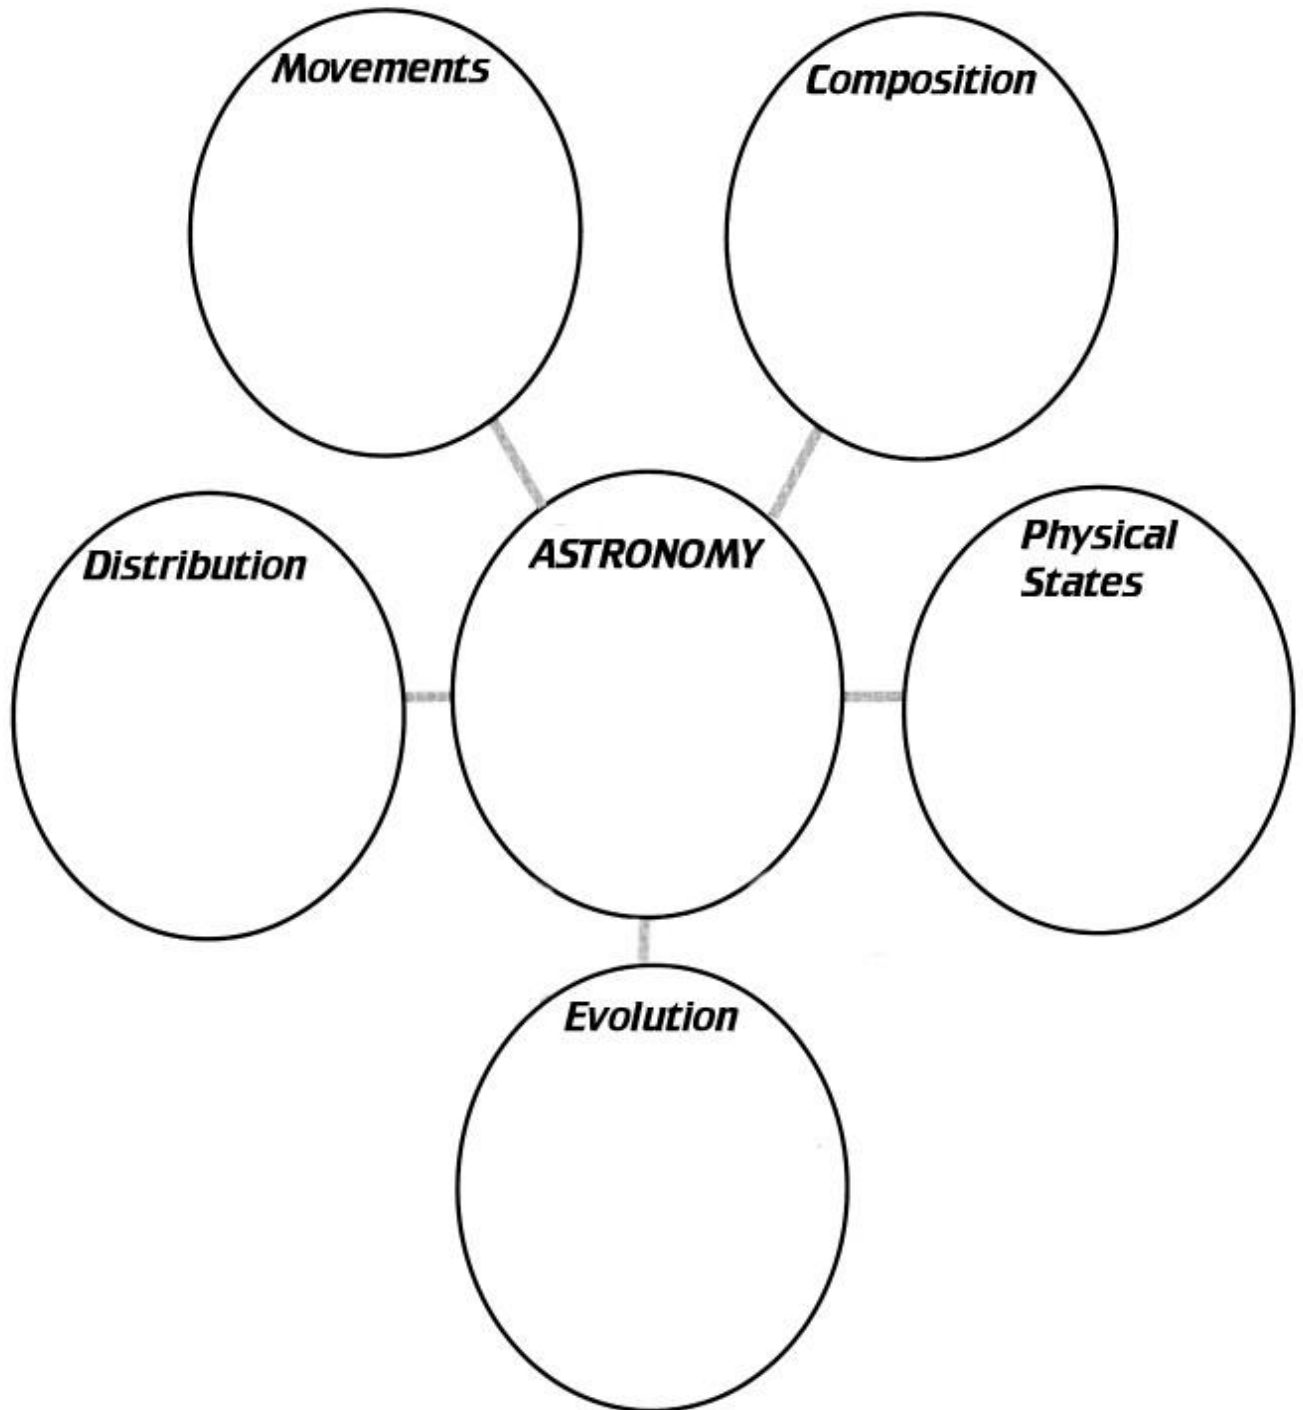 Movements
Composition
Distribution
ASTRONOMY
Physical
States
Evolution